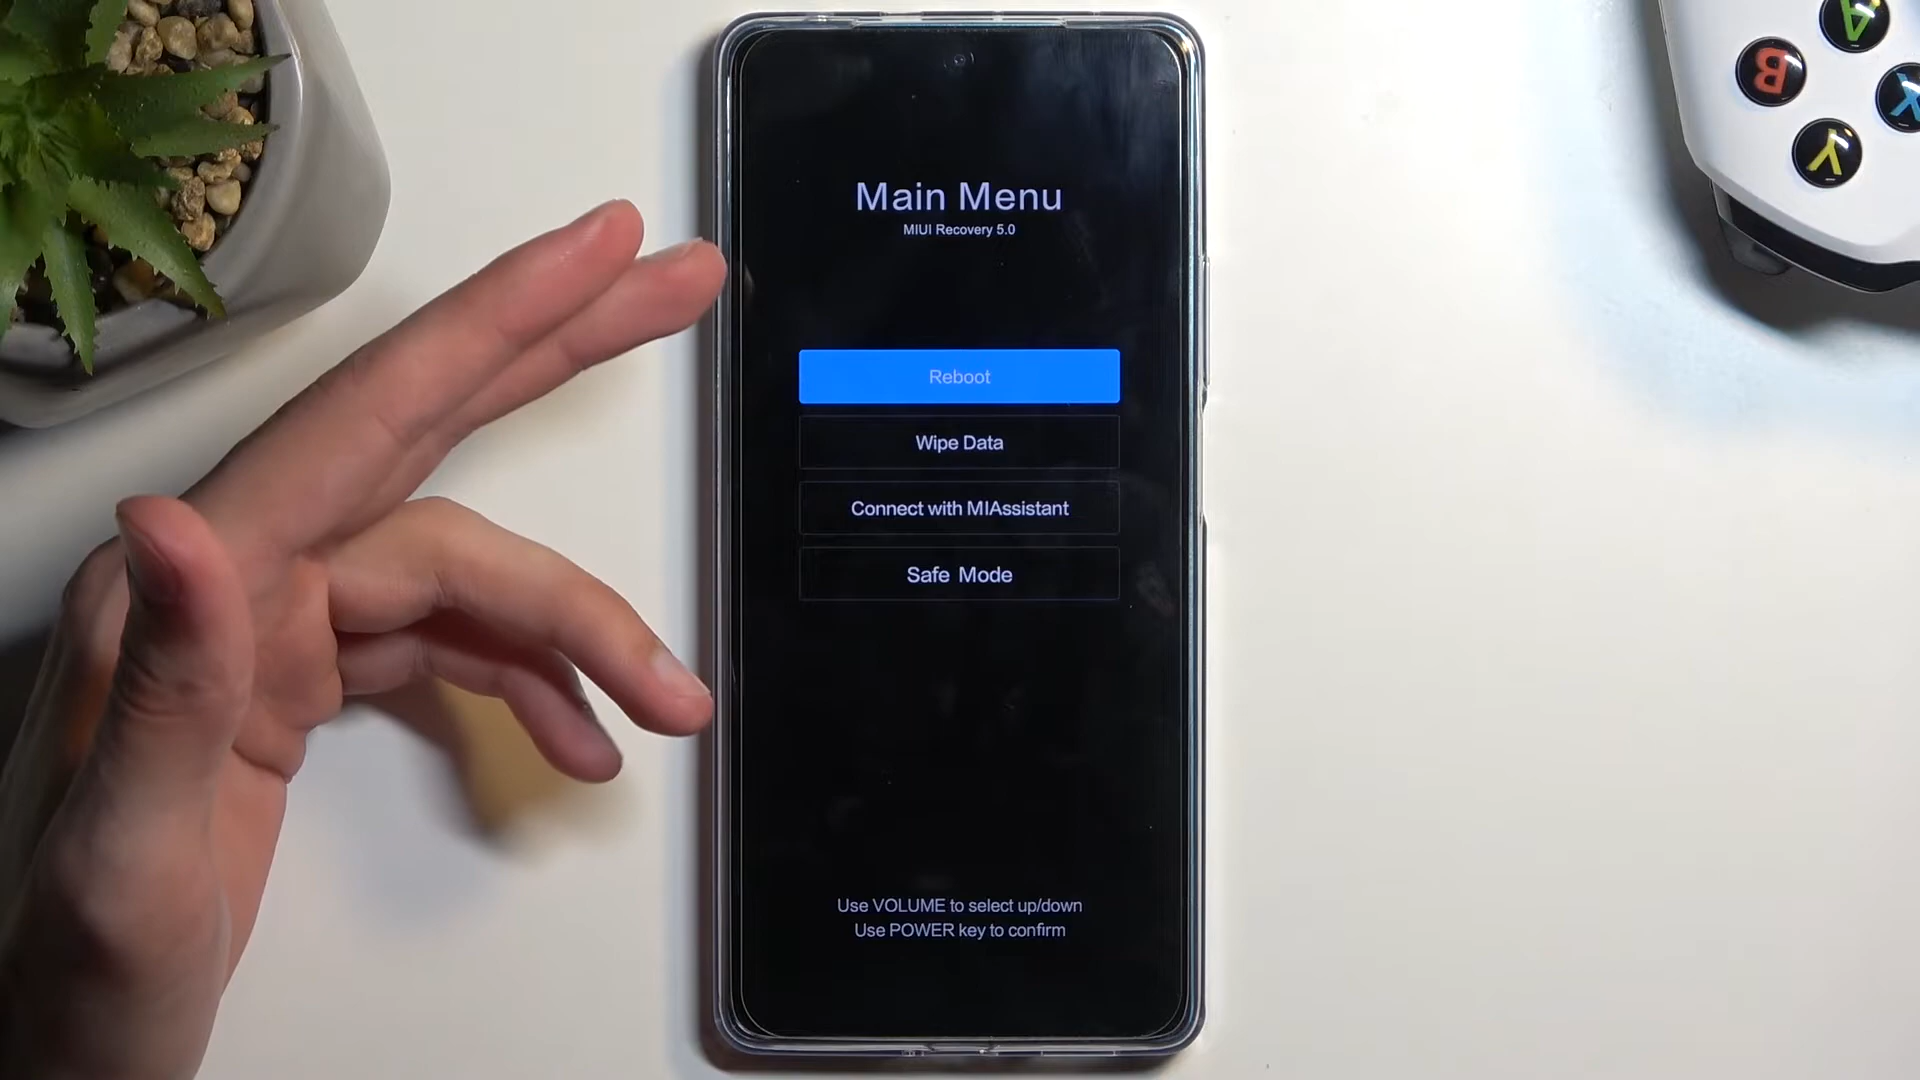 Main Menu
MIUI Recovery 5.0
Reboot
Wipe Data
Connect with MIAssistant
Safe Mode
Use VOLUME to select up/down
Use POWER key to confirm
A
B
X
Y